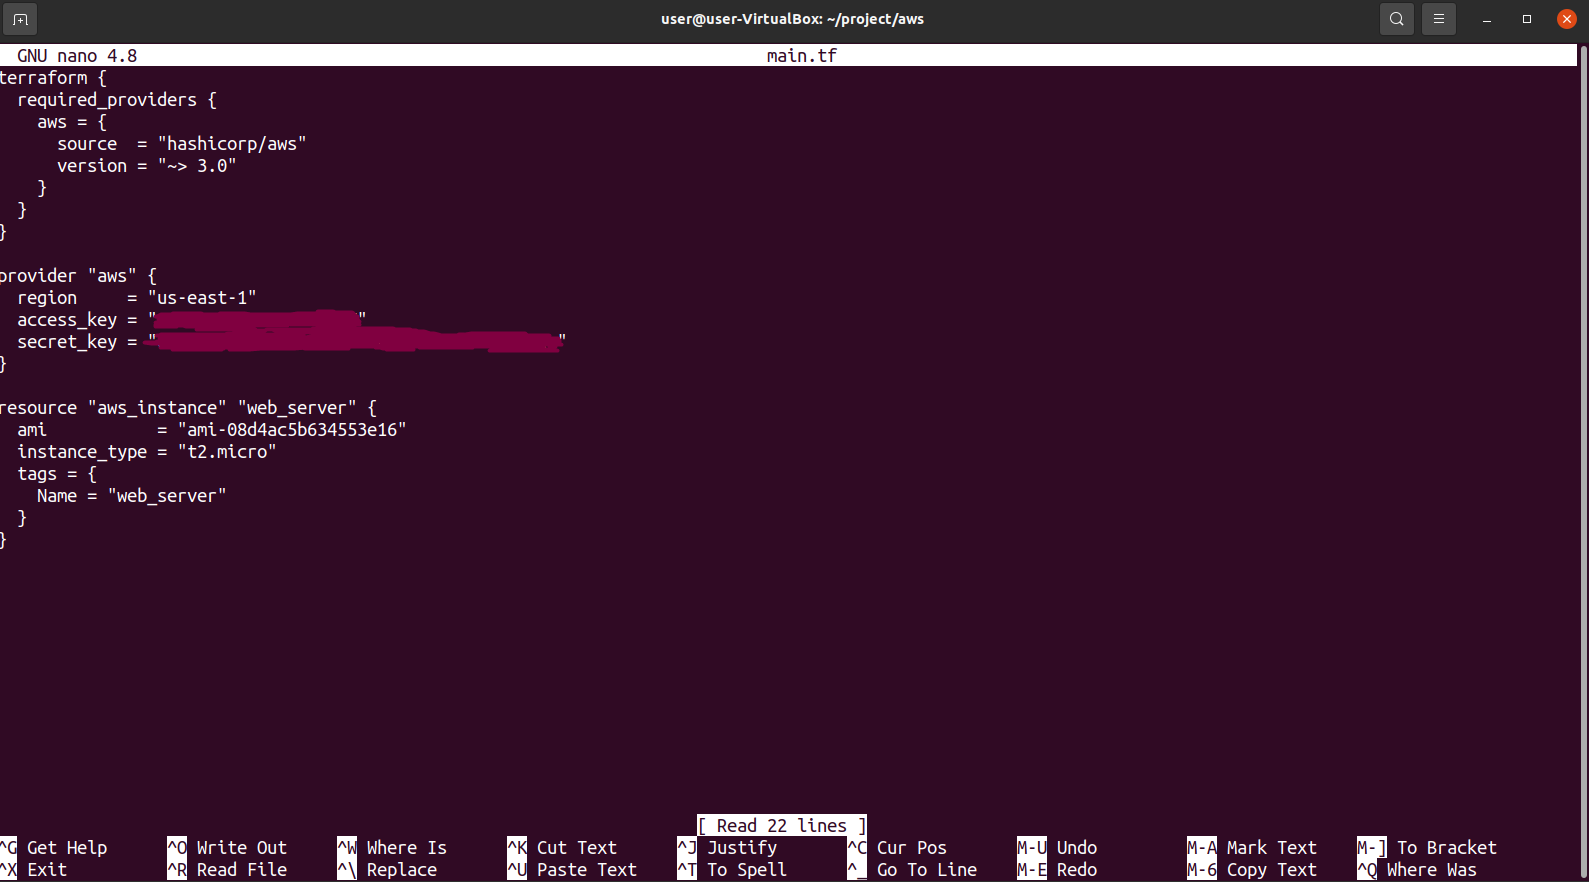 user@user-VirtualBox: ~/project/aws
GNU nano 4.8 main.tf
terraform {
  required_providers {
    aws = {
      source  = "hashicorp/aws"
      version = "~> 3.0"
    }
  }
}

provider "aws" {
  region     = "us-east-1"
  access_key = " "
  secret_key = " "
}

resource "aws_instance" "web_server" {
  ami           = "ami-08d4ac5b634553e16"
  instance_type = "t2.micro"
  tags = {
    Name = "web_server"
  }
}
[ Read 22 lines ]
^G Get Help ^O Write Out ^W Where Is ^K Cut Text ^J Justify ^C Cur Pos M-U Undo M-A Mark Text M-] To Bracket
^X Exit ^R Read File ^\ Replace ^U Paste Text ^T To Spell ^_ Go To Line M-E Redo M-6 Copy Text ^Q Where Was